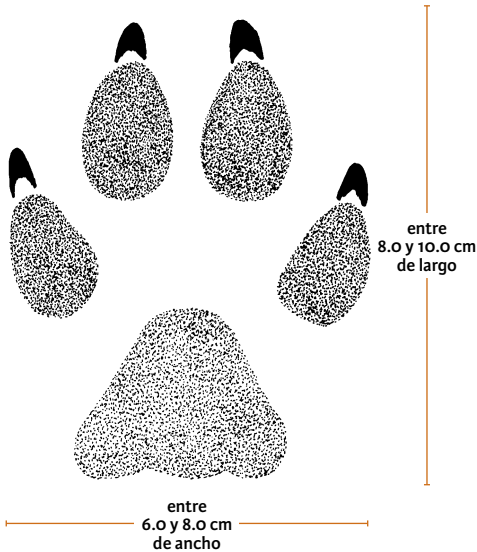 entre
8.0 y 10.0 cm
de largo
entre
6.0 y 8.0 cm
de ancho